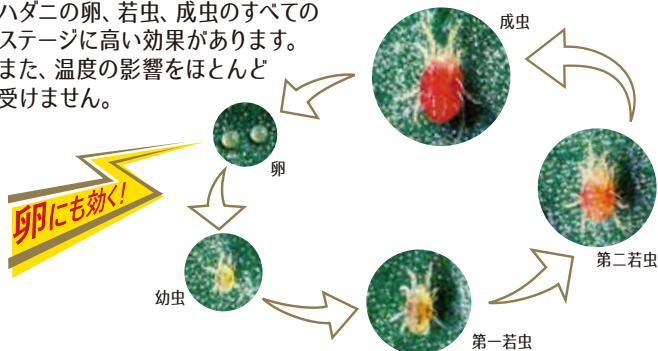 ハダニの卵、若虫、成虫のすべての
ステージに高い効果があります。
また、温度の影響をほとんど
受けません。
成虫
卵
卵にも効く!
第二若虫
幼虫
第一若虫